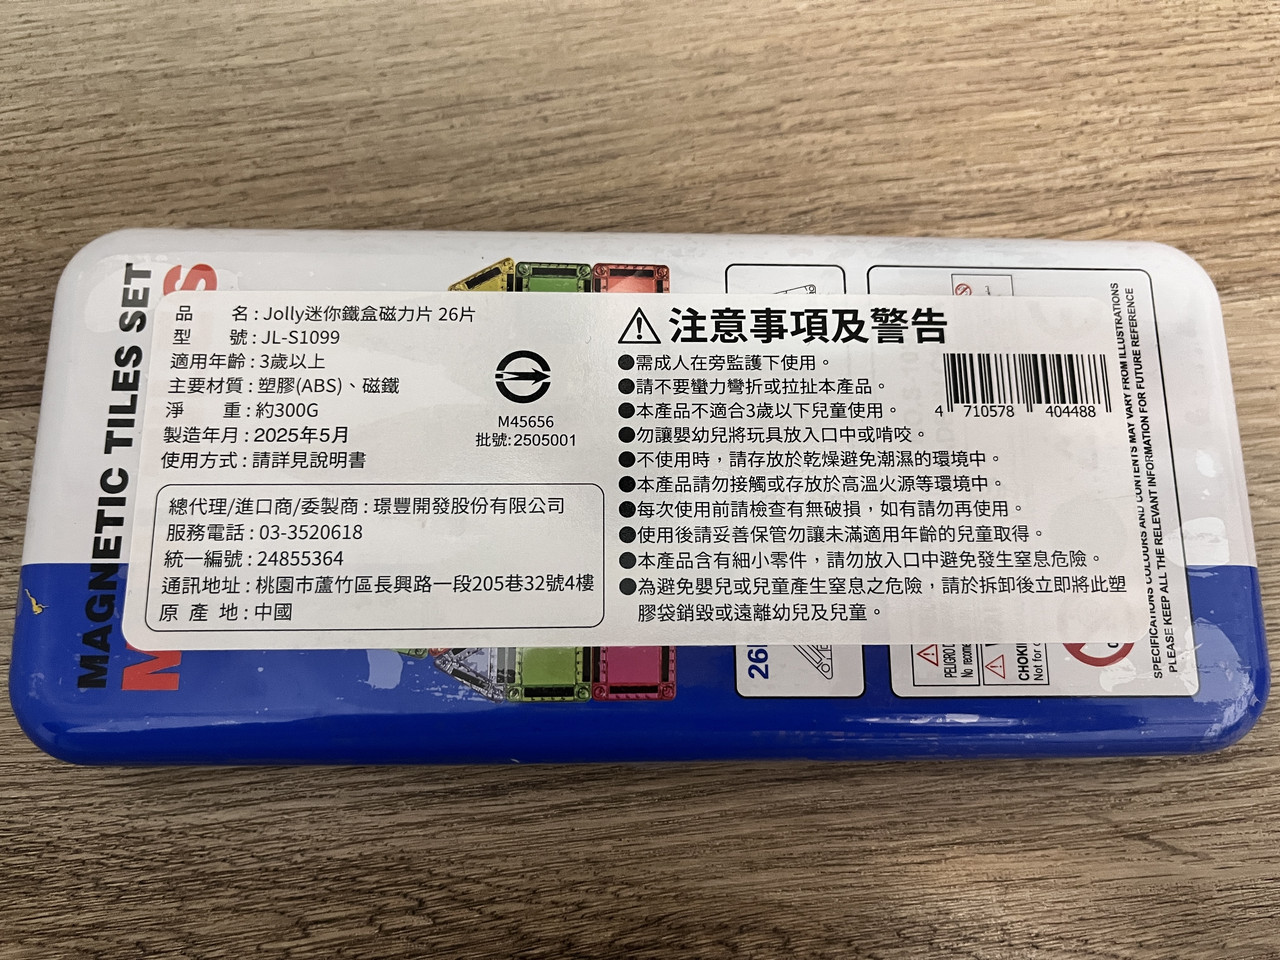 MAGNETIC TILES SET
品 名：Jolly迷你鐵盒磁力片 26片
型 號：JL-S1099
適用年齡：3歲以上
主要材質：塑膠(ABS)、磁鐵
淨 重：約300G
製造年月：2025年5月
使用方式：請詳見說明書
M45656
批號：2505001
總代理/進口商/委製商：璟豐開發股份有限公司
服務電話：03-3520618
統一編號：24855364
通訊地址：桃園市蘆竹區長興路一段205巷32號4樓
原 產 地：中國
注意事項及警告
●需成人在旁監護下使用。
●請不要蠻力彎折或拉扯本產品。
●本產品不適合3歲以下兒童使用。
●勿讓嬰幼兒將玩具放入口中或啃咬。
●不使用時，請存放於乾燥避免潮濕的環境中。
●本產品請勿接觸或存放於高溫火源等環境中。
●每次使用前請檢查有無破損，如有請勿再使用。
●使用後請妥善保管勿讓未滿適用年齡的兒童取得。
●本產品含有細小零件，請勿放入口中避免發生窒息危險。
●為避免嬰兒或兒童產生窒息之危險，請於拆卸後立即將此塑
膠袋銷毀或遠離幼兒及兒童。
4 710578 404488
26
PELIGRO
No recome
CHOKI
Not for
SPECIFICATIONS COLOURS AND CONTENTS MAY VARY FROM ILLUSTRATIONS
PLEASE KEEP ALL THE RELEVANT INFORMATION FOR FUTURE REFERENCE